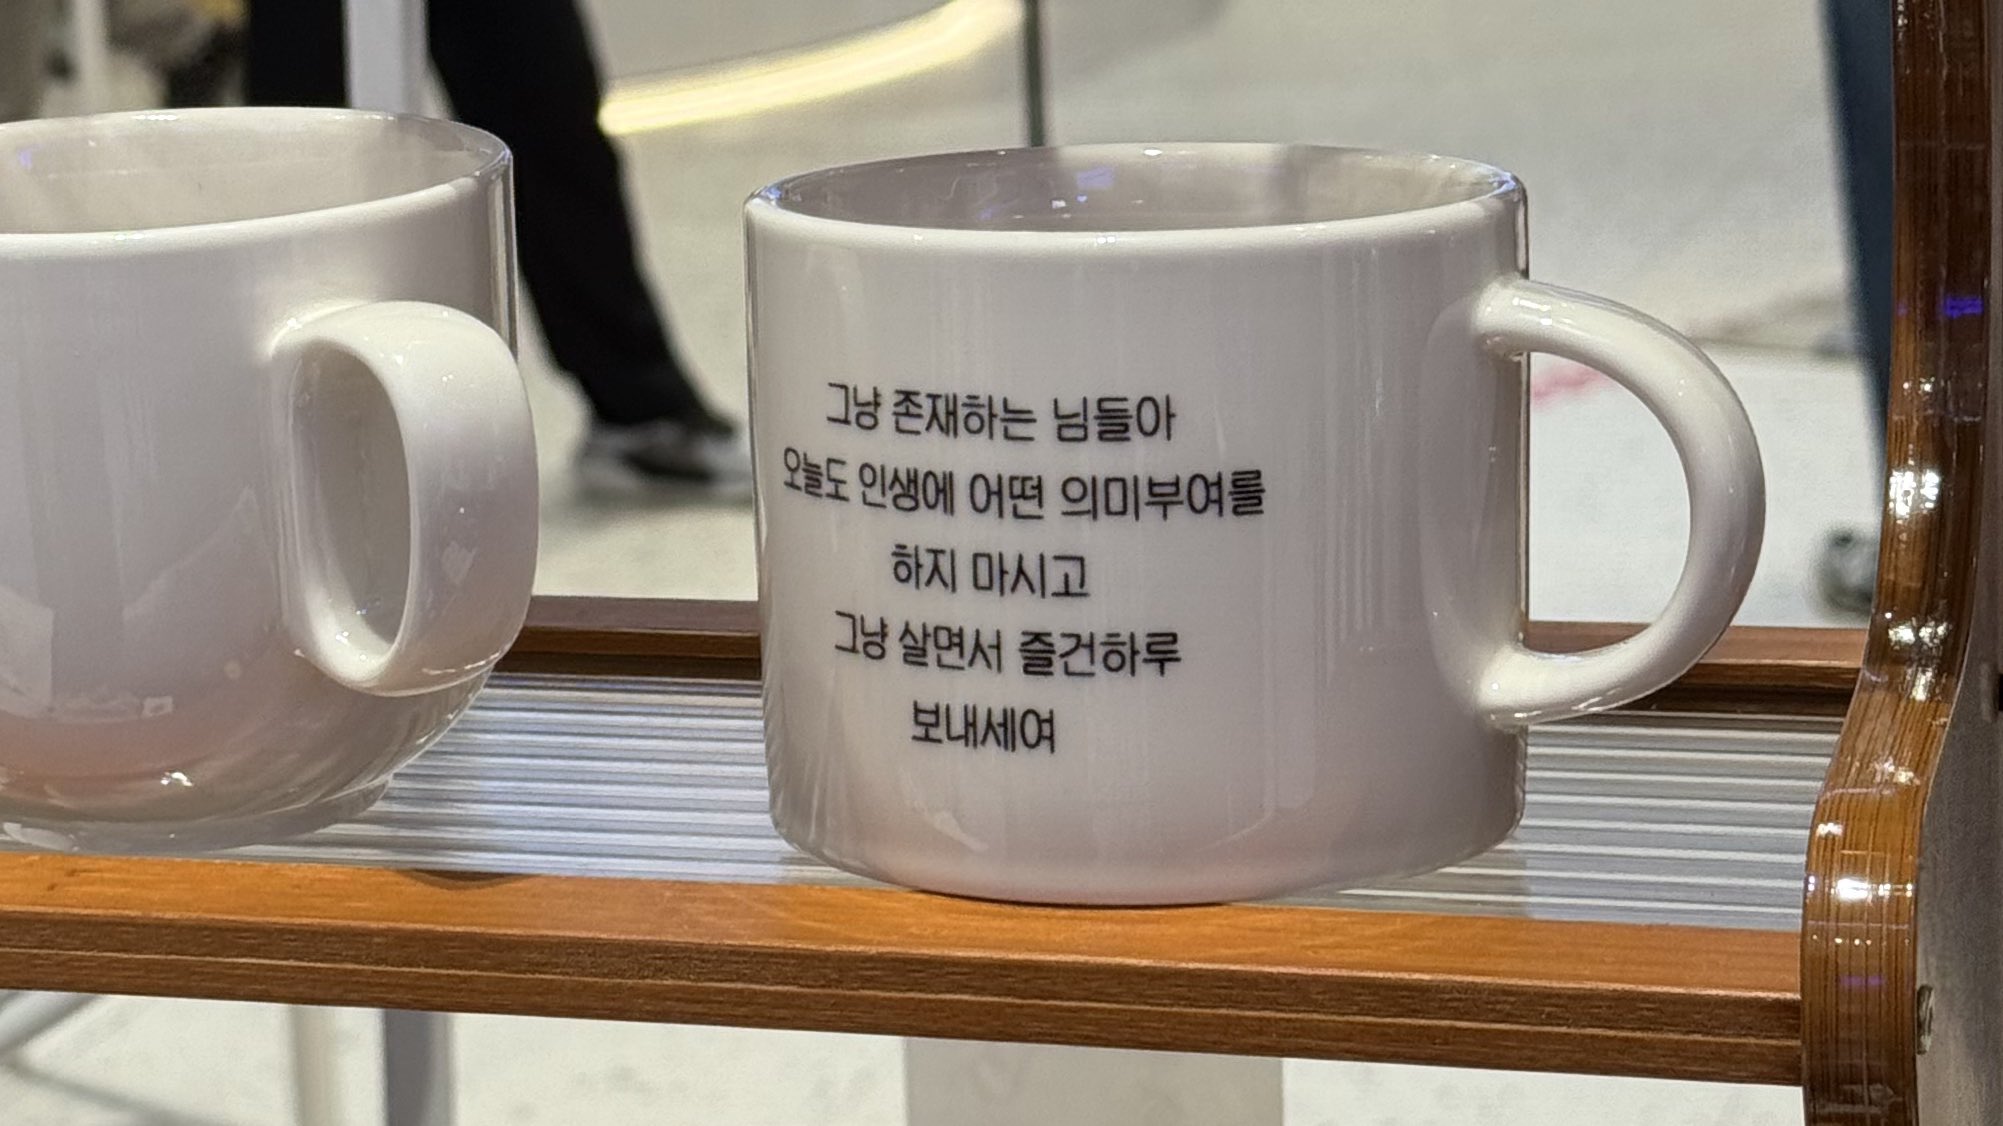 그냥 존재하는 님들아
오늘도 인생에 어떤 의미부여를
하지 마시고
그냥 살면서 즐건하루
보내세여